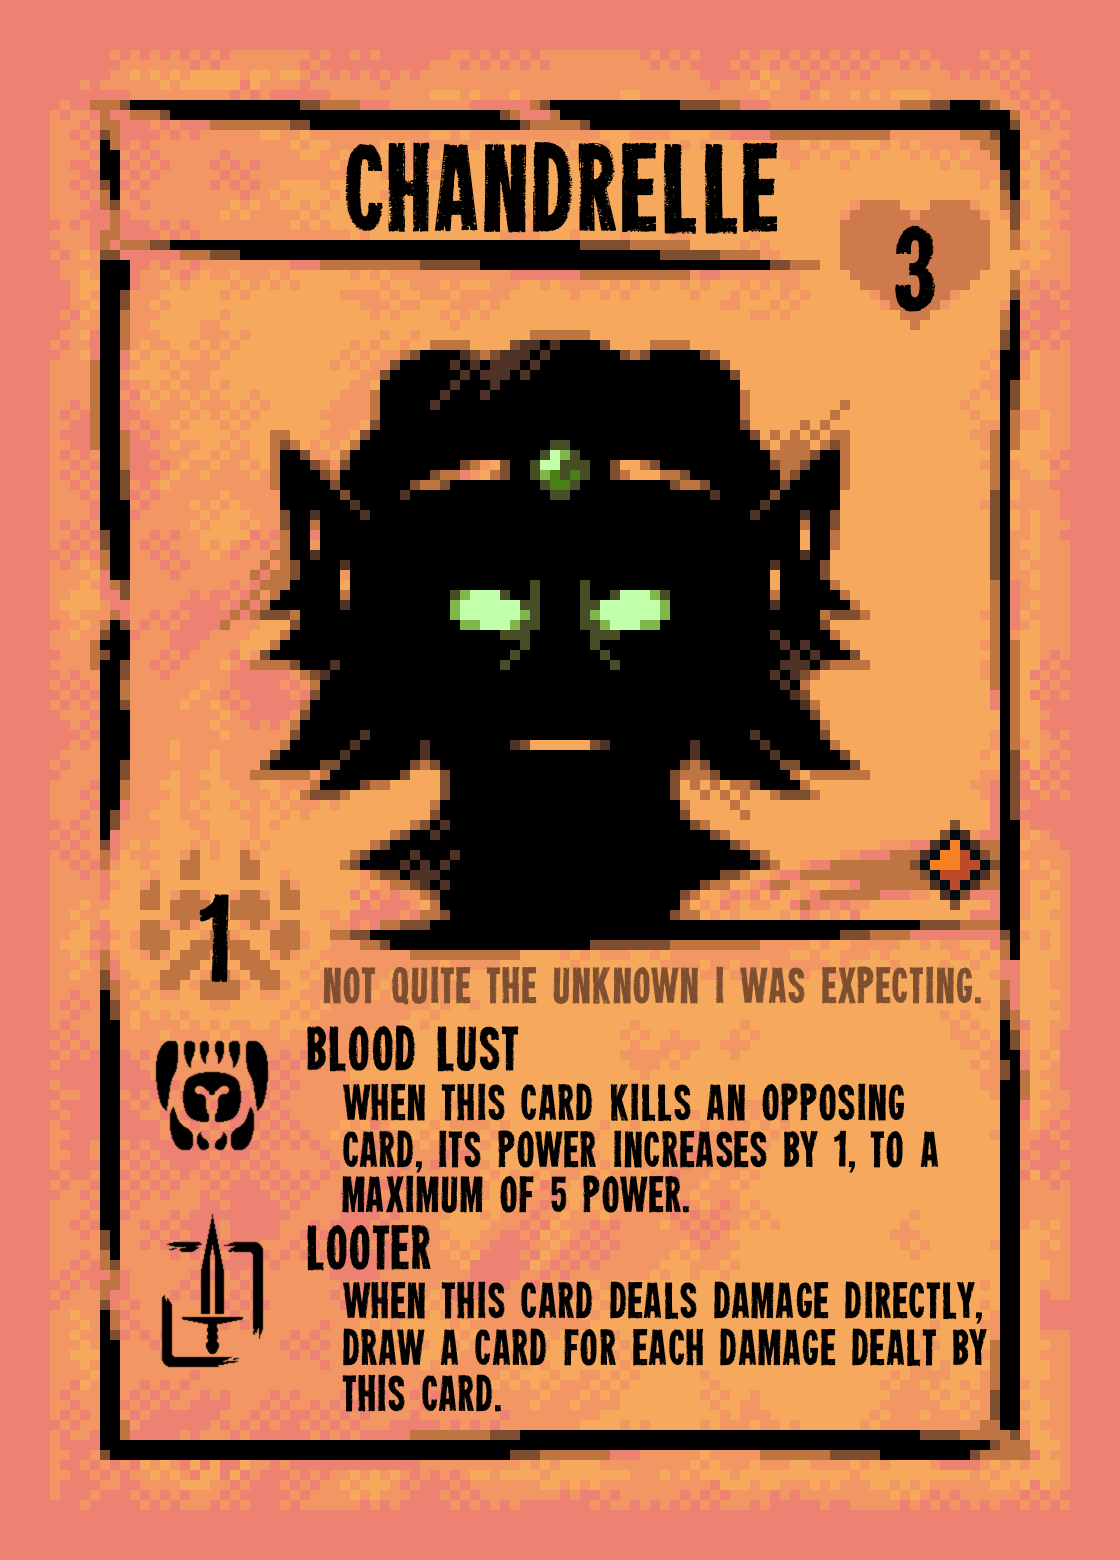 CHANDRELLE
3
1
NOT QUITE THE UNKNOWN I WAS EXPECTING.
BLOOD LUST
WHEN THIS CARD KILLS AN OPPOSING
CARD, ITS POWER INCREASES BY 1, TO A
MAXIMUM OF 5 POWER.
LOOTER
WHEN THIS CARD DEALS DAMAGE DIRECTLY,
DRAW A CARD FOR EACH DAMAGE DEALT BY
THIS CARD.